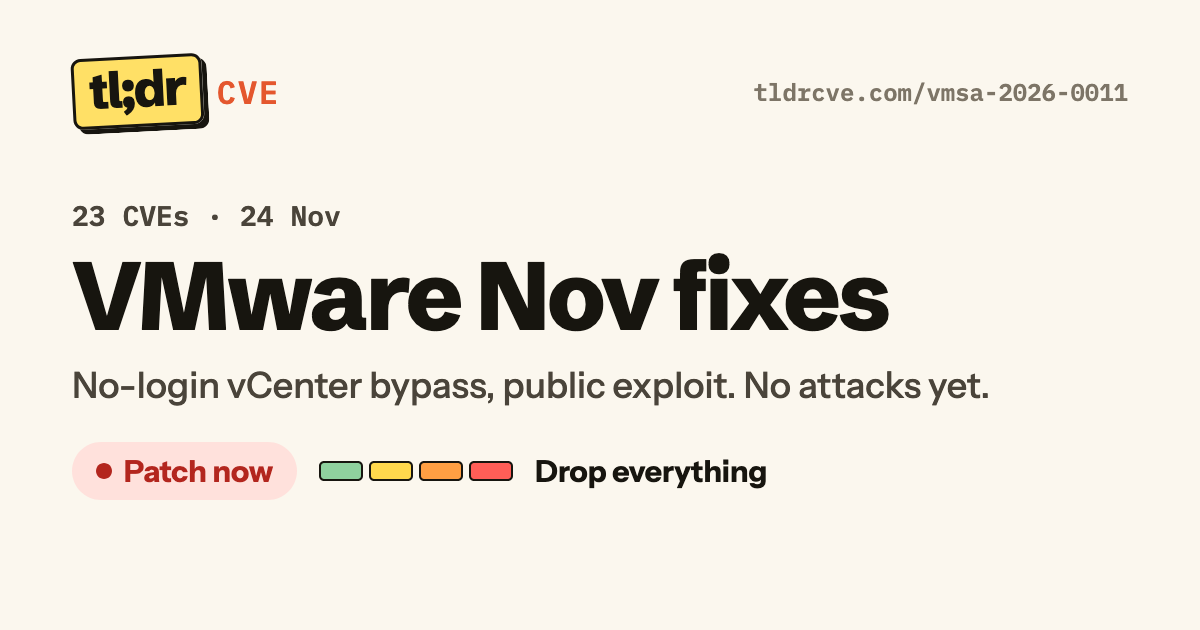 tl;dr CVE
tldrcve.com/vmsa-2026-0011
23 CVEs · 24 Nov
VMware Nov fixes
No-login vCenter bypass, public exploit. No attacks yet.
Patch now
Drop everything